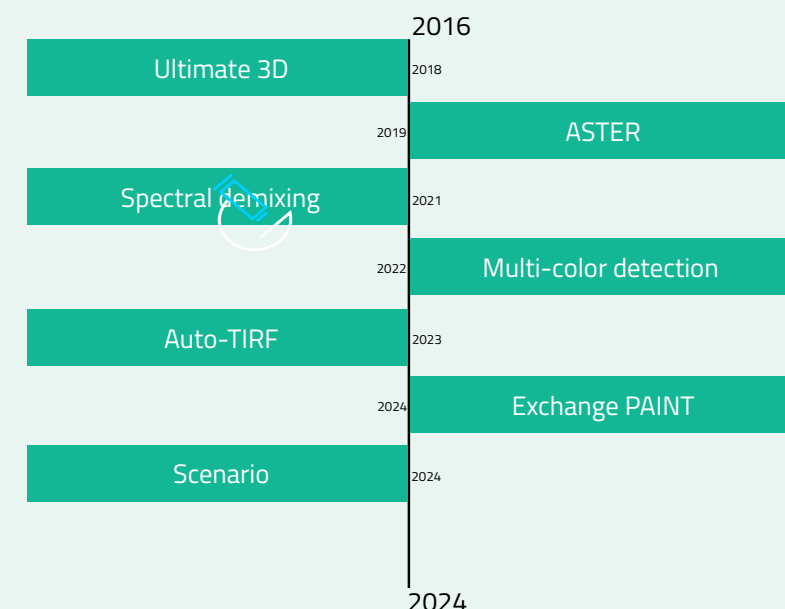 2016
Ultimate 3D
2018
2019
ASTER
Spectral demixing
2021
2022
Multi-color detection
Auto-TIRF
2023
2024
Exchange PAINT
Scenario
2024
2024